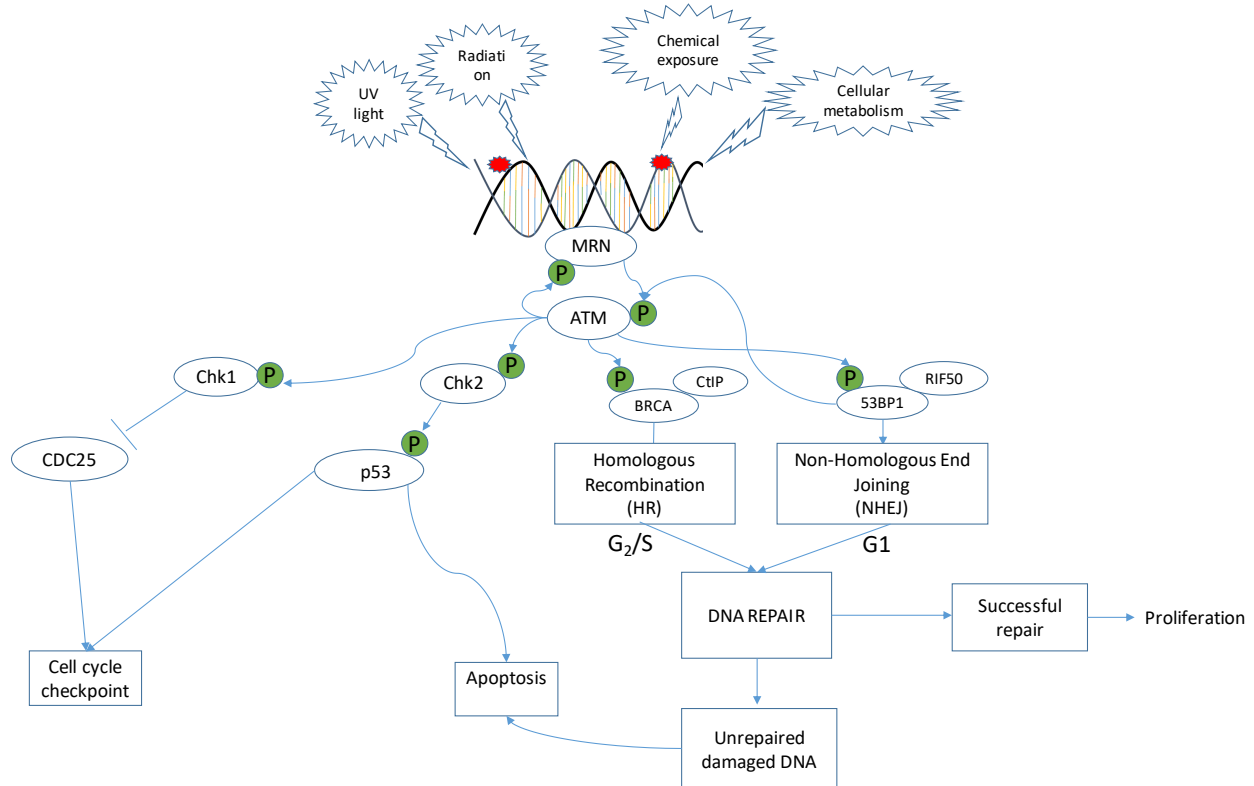 Radiati
on
Chemical
exposure
UV
light
Cellular
metabolism
MRN
P
ATM
P
Chk1
P
Chk2
P
P
BRCA
CtIP
P
53BP1
RIF50
CDC25
P
p53
Homologous
Recombination
(HR)
Non-Homologous End
Joining
(NHEJ)
G₂/S
G1
DNA REPAIR
Successful
repair
Proliferation
Cell cycle
checkpoint
Apoptosis
Unrepaired
damaged DNA